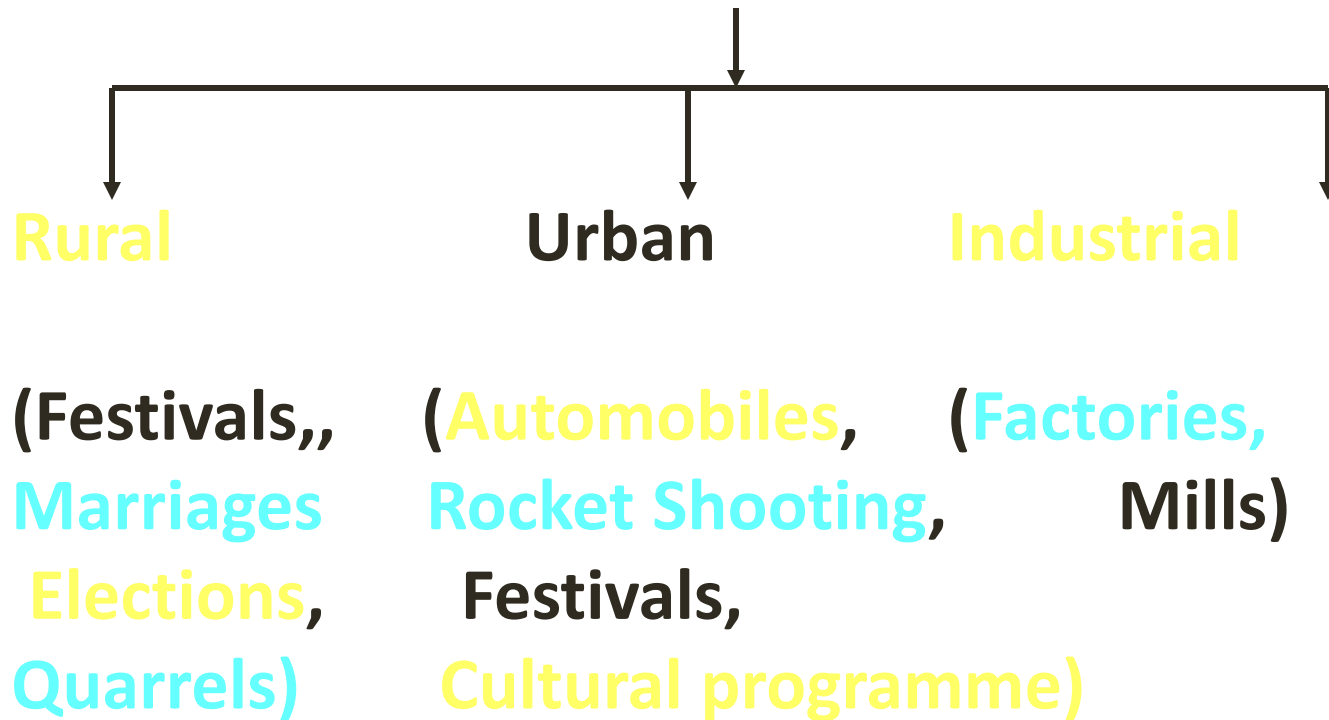 Rural Urban Industrial
(Festivals,, (Automobiles, (Factories,
Marriages Rocket Shooting, Mills)
Elections, Festivals,
Quarrels) Cultural programme)